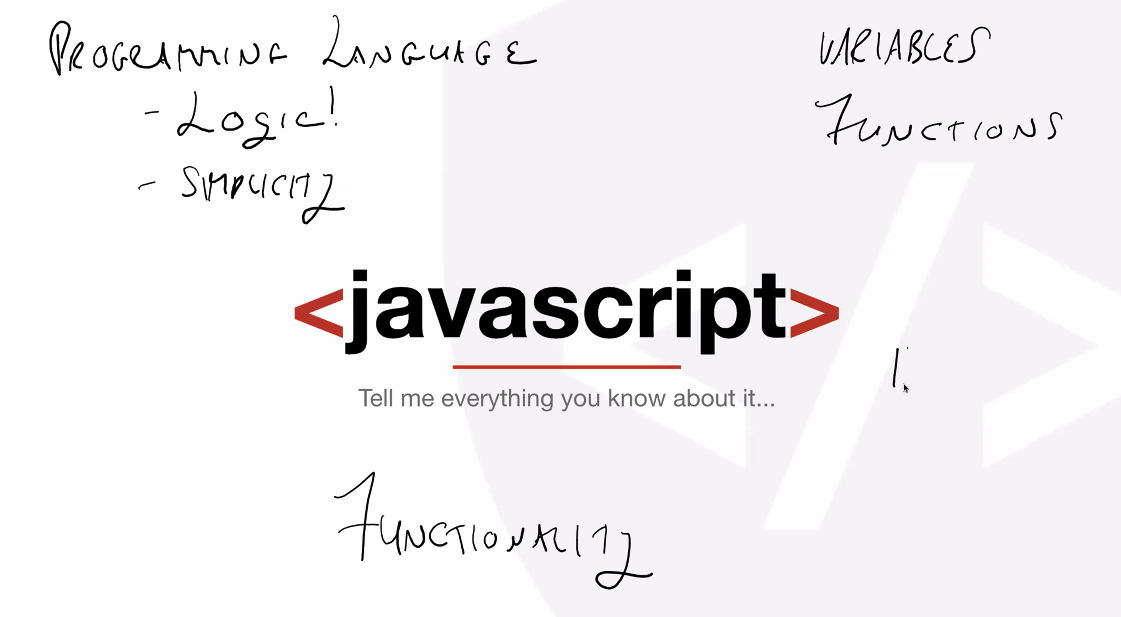 PROGRAMMING LANGUAGE
- LOGIC!
- SIMPLICITY
VARIABLES
FUNCTIONS
<javascript>
Tell me everything you know about it...
FUNCTIONALITY